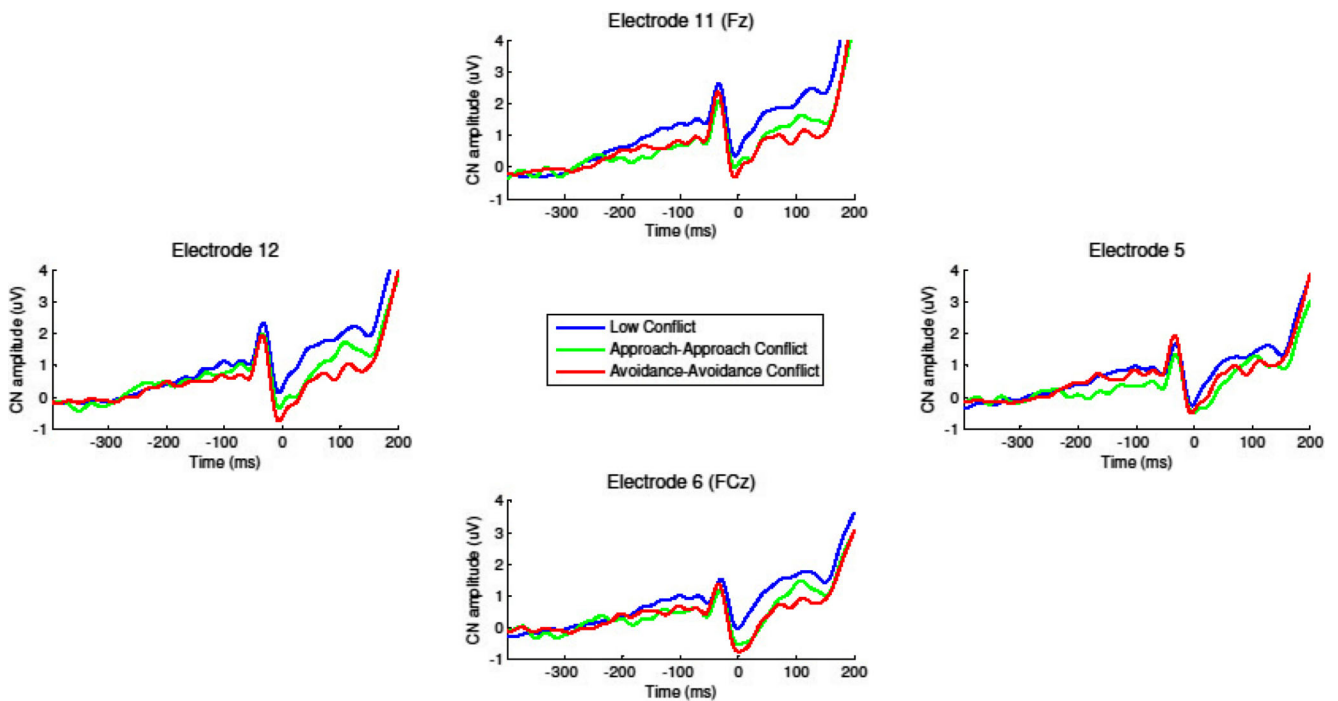 Electrode 11 (Fz)
CN amplitude (uV)
4
3
2
1
0
-1
-300 -200 -100 0 100 200
Time (ms)
Electrode 12
CN amplitude (uV)
4
3
2
1
0
-1
-300 -200 -100 0 100 200
Time (ms)
Low Conflict
Approach-Approach Conflict
Avoidance-Avoidance Conflict
Electrode 5
CN amplitude (uV)
4
3
2
1
0
-1
-300 -200 -100 0 100 200
Time (ms)
Electrode 6 (FCz)
CN amplitude (uV)
4
3
2
1
0
-1
-300 -200 -100 0 100 200
Time (ms)